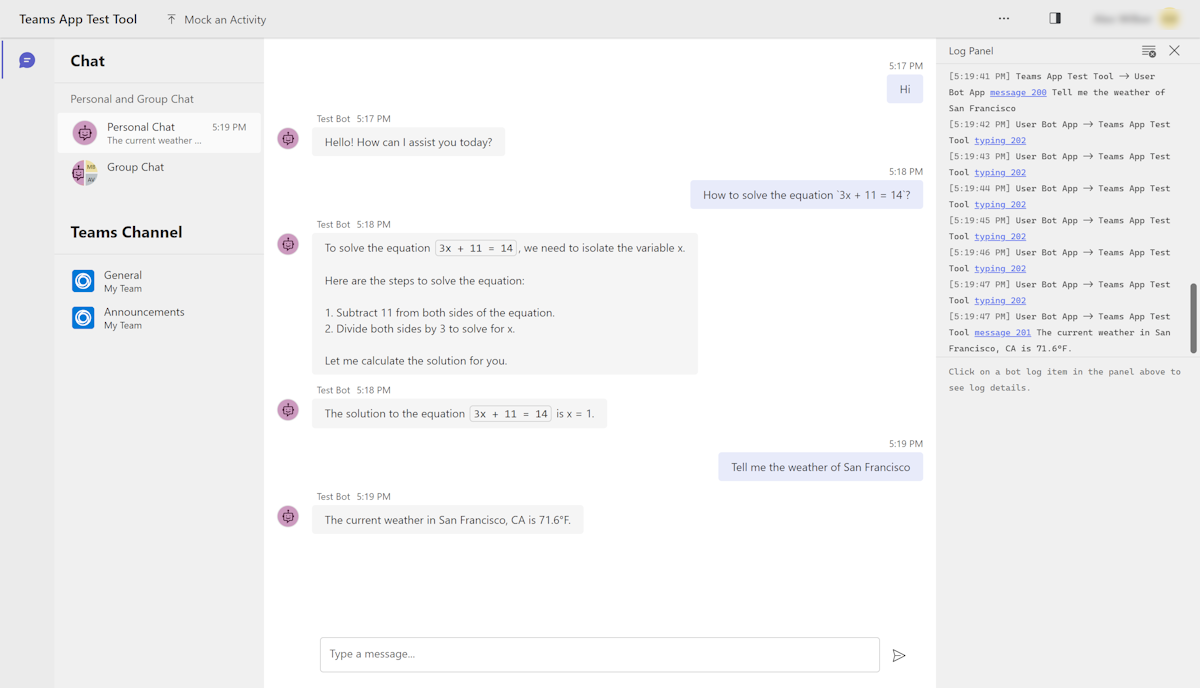 Teams App Test Tool
Mock an Activity
Chat
Personal and Group Chat
Personal Chat 5:19 PM
The current weather ...
MB
AV
Group Chat
Teams Channel
General
My Team
Announcements
My Team
5:17 PM
Hi
Test Bot 5:17 PM
Hello! How can I assist you today?
5:18 PM
How to solve the equation `3x + 11 = 14`?
Test Bot 5:18 PM
To solve the equation 3x + 11 = 14, we need to isolate the variable x.
Here are the steps to solve the equation:
1. Subtract 11 from both sides of the equation.
2. Divide both sides by 3 to solve for x.
Let me calculate the solution for you.
Test Bot 5:18 PM
The solution to the equation 3x + 11 = 14 is x = 1.
5:19 PM
Tell me the weather of San Francisco
Test Bot 5:19 PM
The current weather in San Francisco, CA is 71.6°F.
Type a message...
Log Panel
[5:19:41 PM] Teams App Test Tool → User
Bot App message 200 Tell me the weather of
San Francisco
[5:19:42 PM] User Bot App → Teams App Test
Tool typing 202
[5:19:43 PM] User Bot App → Teams App Test
Tool typing 202
[5:19:44 PM] User Bot App → Teams App Test
Tool typing 202
[5:19:45 PM] User Bot App → Teams App Test
Tool typing 202
[5:19:46 PM] User Bot App → Teams App Test
Tool typing 202
[5:19:47 PM] User Bot App → Teams App Test
Tool typing 202
[5:19:47 PM] User Bot App → Teams App Test
Tool message 201 The current weather in San
Francisco, CA is 71.6°F.
Click on a bot log item in the panel above to
see log details.